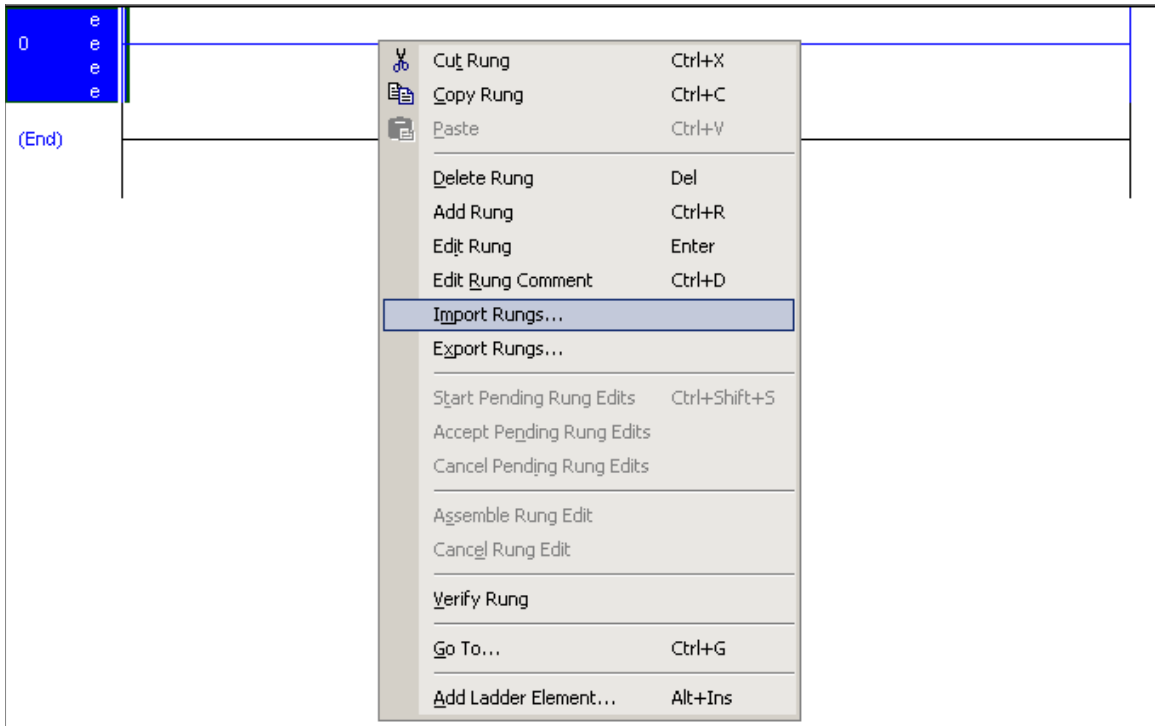 e
0 e
e
e
(End)
Cut Rung Ctrl+X
Copy Rung Ctrl+C
Paste Ctrl+V
Delete Rung Del
Add Rung Ctrl+R
Edit Rung Enter
Edit Rung Comment Ctrl+D
Import Rungs...
Export Rungs...
Start Pending Rung Edits Ctrl+Shift+S
Accept Pending Rung Edits
Cancel Pending Rung Edits
Assemble Rung Edit
Cancel Rung Edit
Verify Rung
Go To... Ctrl+G
Add Ladder Element... Alt+Ins